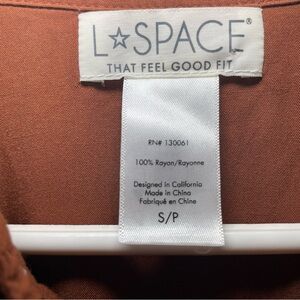 L☆SPACE®
THAT FEEL GOOD FIT
RN# 130061
100% Rayon/Rayonne
Designed in California
Made in China
Fabriqué en Chine
S/P